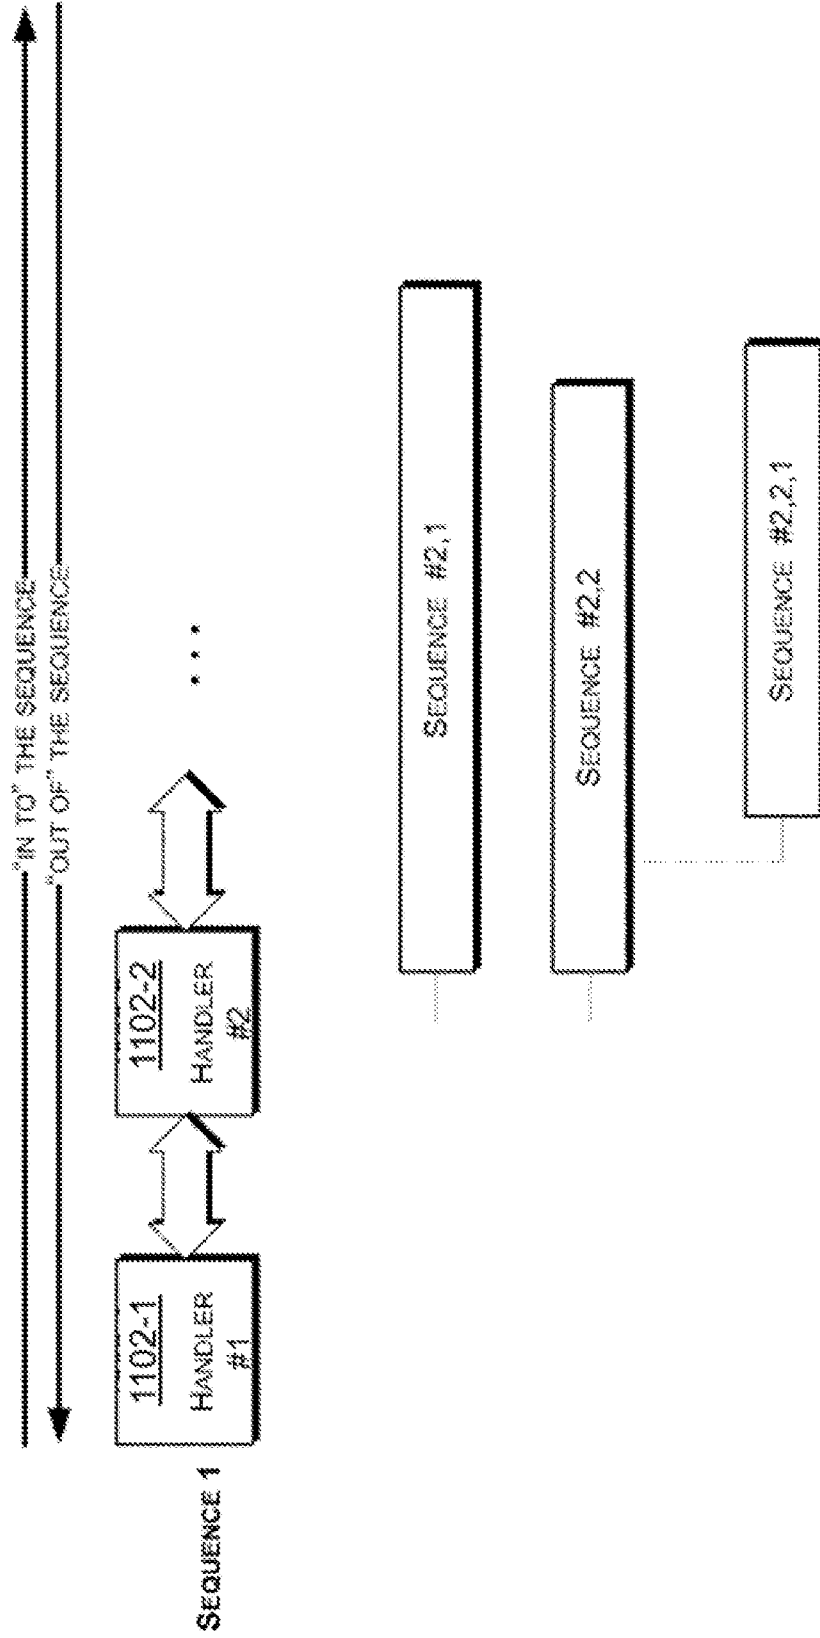 "IN TO" THE SEQUENCE
"OUT OF" THE SEQUENCE
SEQUENCE 1
1102-1
HANDLER
#1
1102-2
HANDLER
#2
...
SEQUENCE #2,1
SEQUENCE #2,2
SEQUENCE #2,2,1